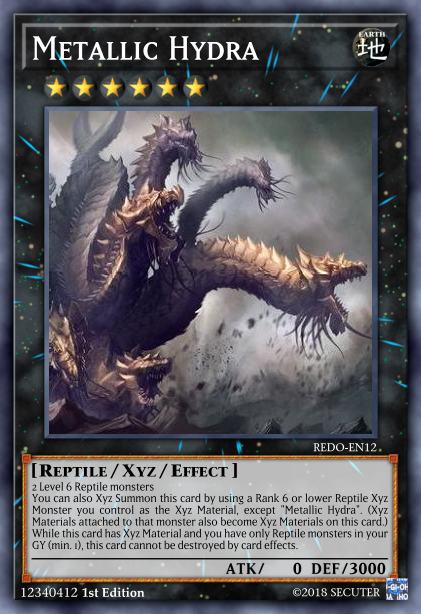 METALLIC HYDRA
EARTH
地
REDO-EN12
[ REPTILE / XYZ / EFFECT ]
2 Level 6 Reptile monsters
You can also Xyz Summon this card by using a Rank 6 or lower Reptile Xyz
Monster you control as the Xyz Material, except "Metallic Hydra". (Xyz
Materials attached to that monster also become Xyz Materials on this card.)
While this card has Xyz Material and you have only Reptile monsters in your
GY (min. 1), this card cannot be destroyed by card effects.
ATK/ 0 DEF/3000
12340412 1st Edition
©2018 SECUTER